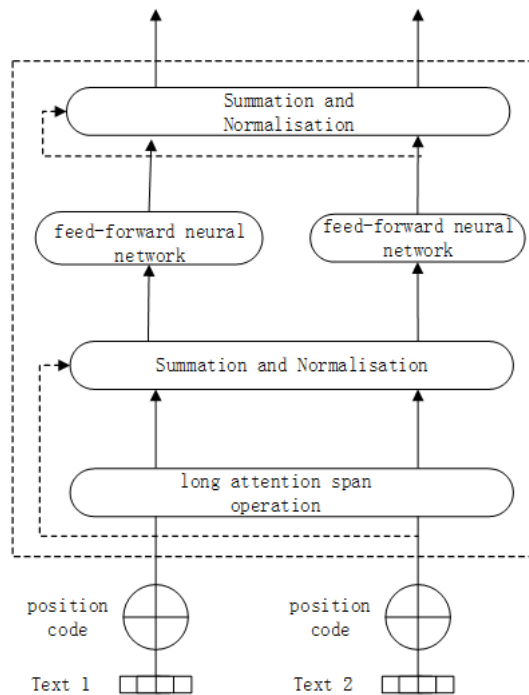 Summation and
Normalisation
feed-forward neural
network
feed-forward neural
network
Summation and Normalisation
long attention span
operation
position
code
position
code
Text 1
Text 2